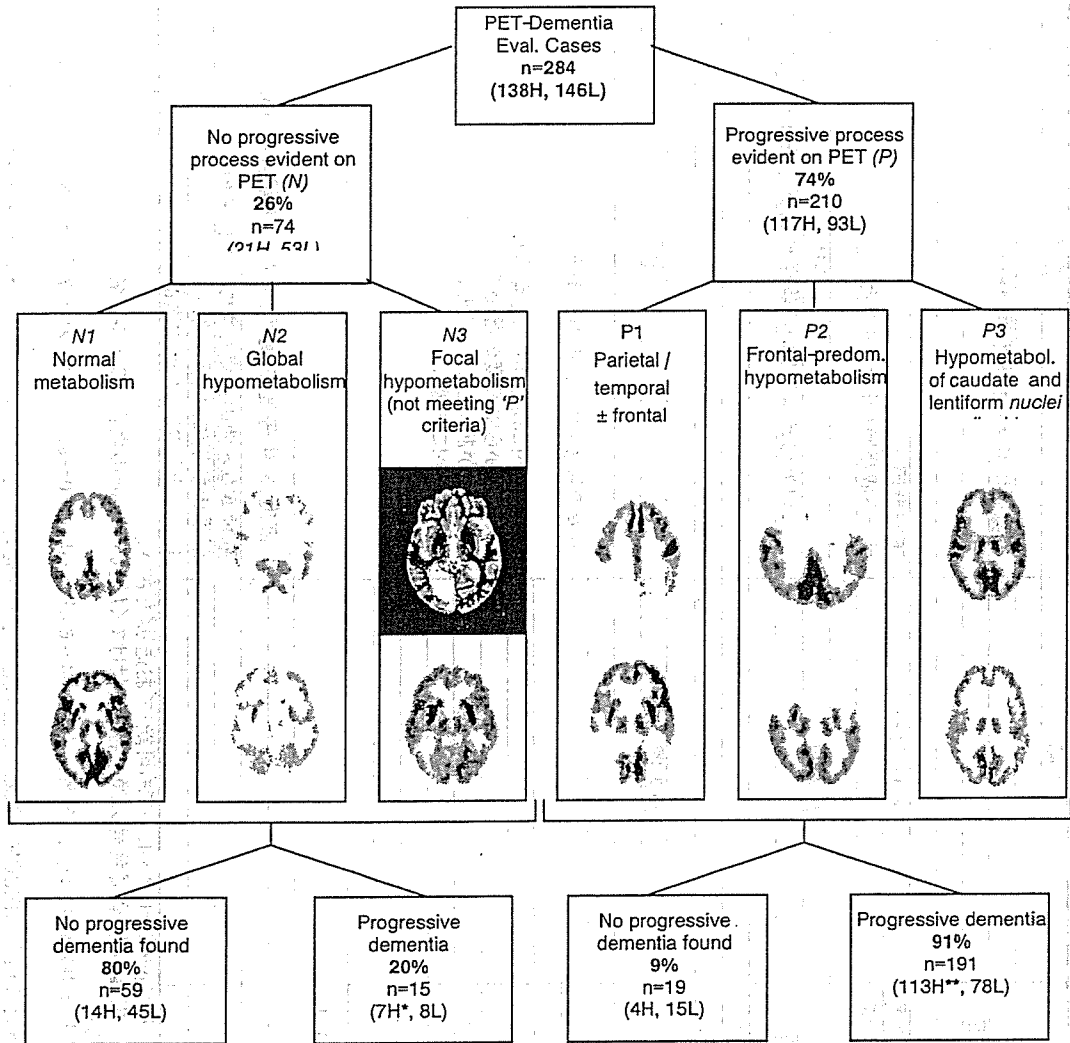 PET-Dementia
Eval. Cases
n=284
(138H, 146L)
No progressive
process evident on
PET (N)
26%
n=74
(21H, 53L)
Progressive process
evident on PET (P)
74%
n=210
(117H, 93L)
N1
Normal
metabolism
N2
Global
hypometabolism
N3
Focal
hypometabolism
(not meeting 'P'
criteria)
P1
Parietal /
temporal
± frontal
P2
Frontal-predom.
hypometabolism
P3
Hypometabol.
of caudate and
lentiform nuclei
No progressive
dementia found
80%
n=59
(14H, 45L)
Progressive
dementia
20%
n=15
(7H*, 8L)
No progressive
dementia found
9%
n=19
(4H, 15L)
Progressive dementia
91%
n=191
(113H**, 78L)